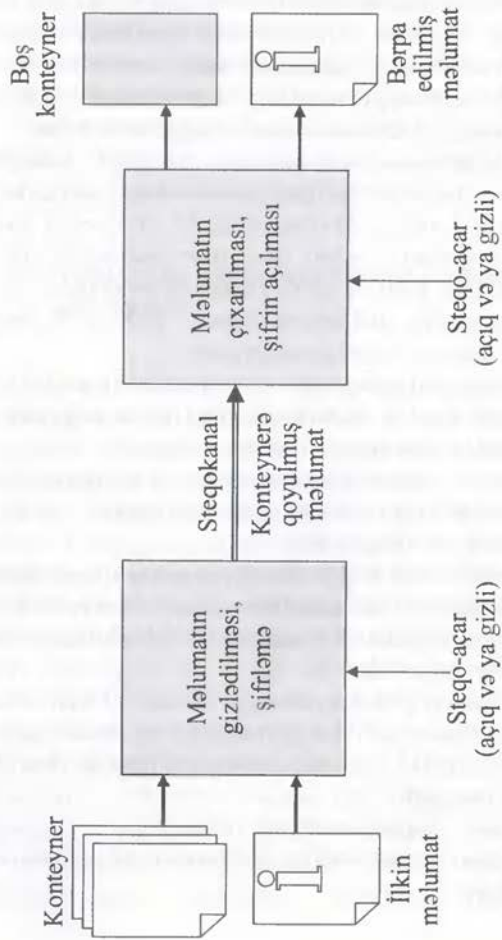 Knteyner
İlkin
məlumat
Məlumatın
gizlədilməsi,
şifrləmə
Steqo-açar
(açıq və ya gizli)
Steqokanal
Konteynerə
qoyulmuş
məlumat
Məlumatın
çıxarılması,
şifrin açılması
Steqo-açar
(açıq və ya gizli)
Boş
konteyner
Bərpa
edilmiş
məlumat